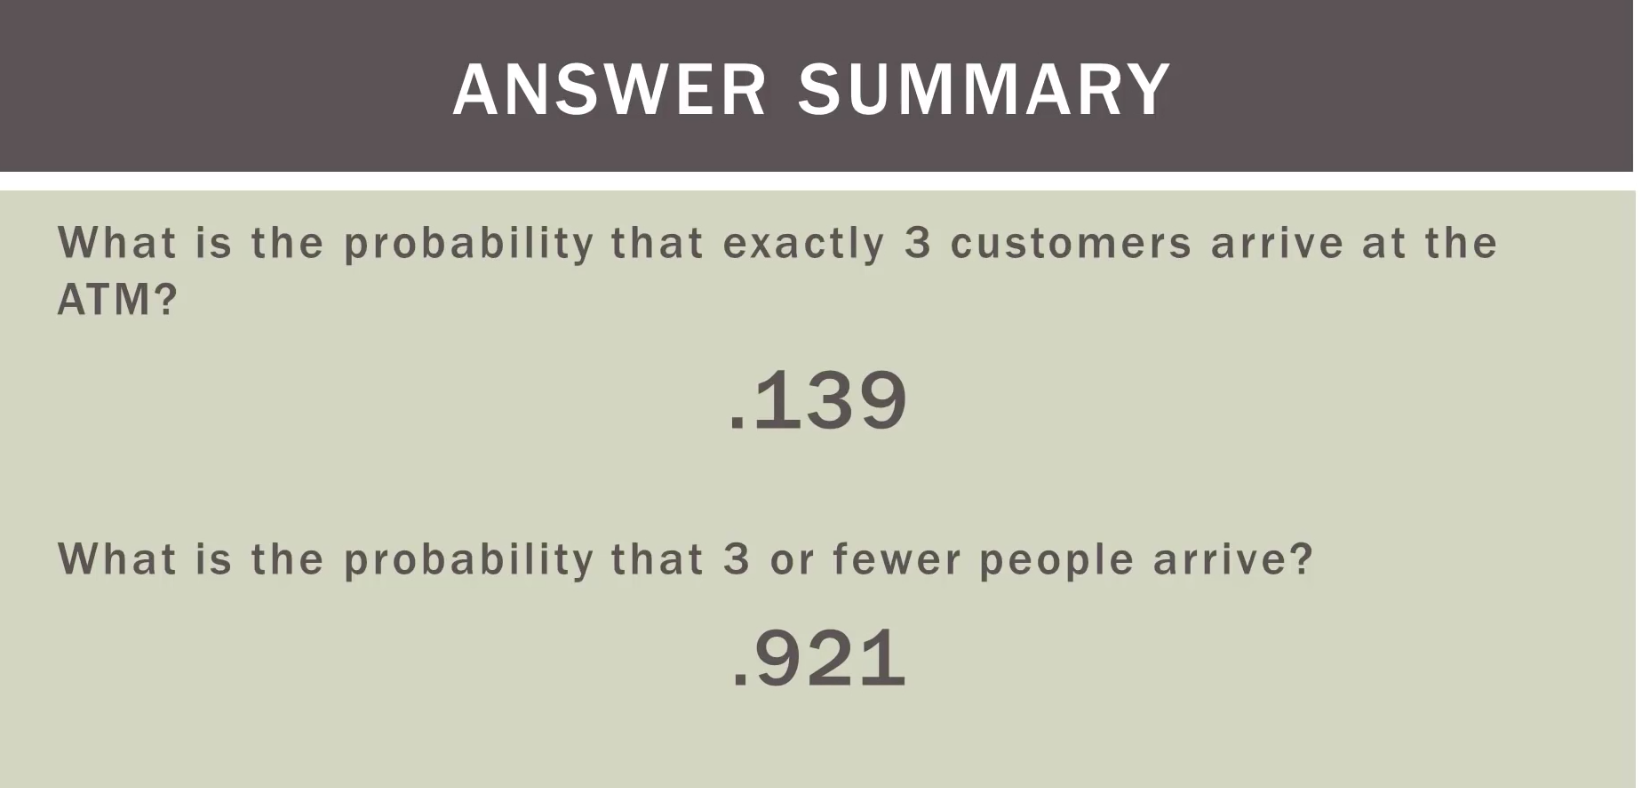 ANSWER SUMMARY
What is the probability that exactly 3 customers arrive at the
ATM?
.139
What is the probability that 3 or fewer people arrive?
.921